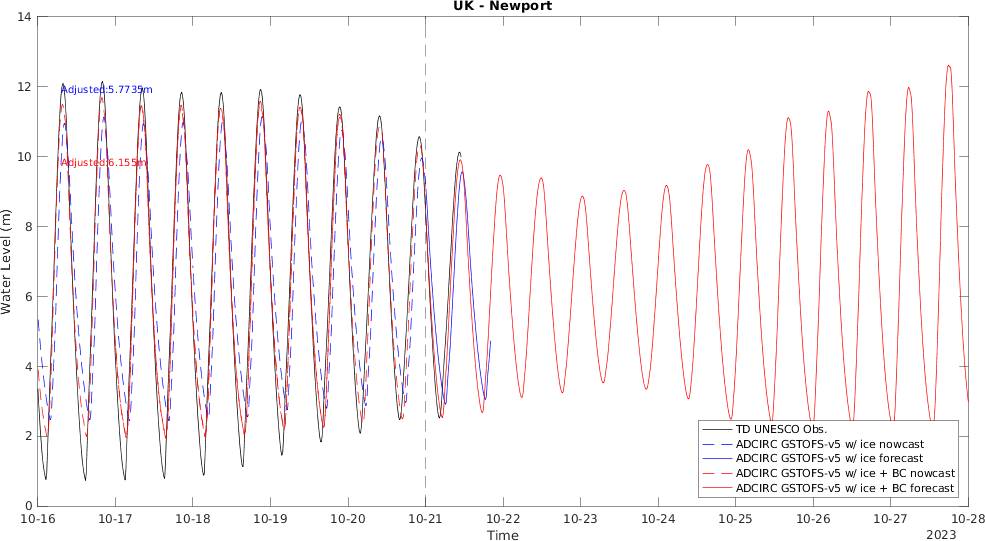 UK - Newport
14
12
10
8
6
4
2
0
Water Level (m)
Adjusted:5.7735m
Adjusted:6.155m
TD UNESCO Obs.
ADCIRC GSTOFS-v5 w/ ice nowcast
ADCIRC GSTOFS-v5 w/ ice forecast
ADCIRC GSTOFS-v5 w/ ice + BC nowcast
ADCIRC GSTOFS-v5 w/ ice + BC forecast
10-16 10-17 10-18 10-19 10-20 10-21 10-22 10-23 10-24 10-25 10-26 10-27 10-28
Time
2023